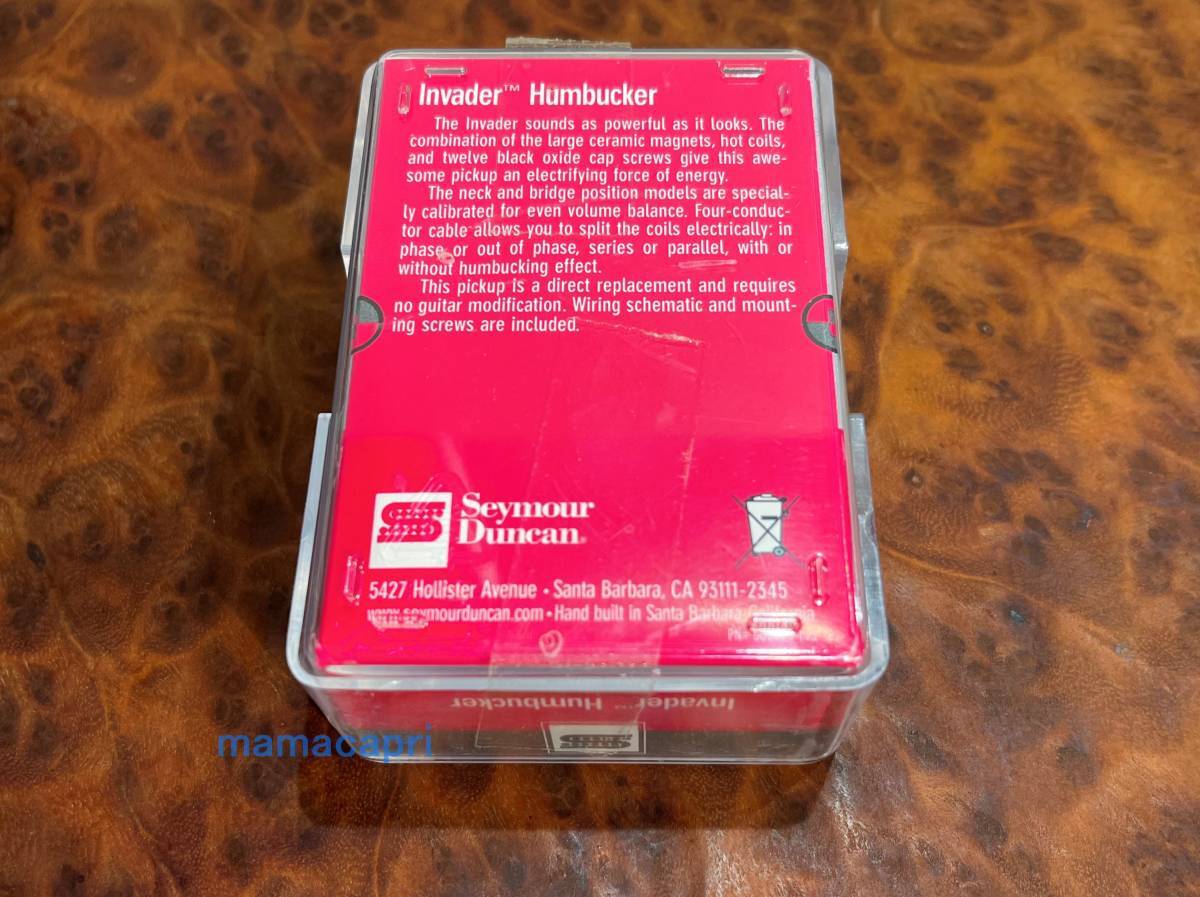 Invader™ Humbucker
The Invader sounds as powerful as it looks. The
combination of the large ceramic magnets, hot coils,
and twelve black oxide cap screws give this awe-
some pickup an electrifying force of energy.
The neck and bridge position models are special-
ly calibrated for even volume balance. Four-conduc-
tor cable allows you to split the coils electrically: in
phase or out of phase, series or parallel, with or
without humbucking effect.
This pickup is a direct replacement and requires
no guitar modification. Wiring schematic and mount-
ing screws are included.
Seymour
Duncan®
5427 Hollister Avenue • Santa Barbara, CA 93111-2345
www.seymourduncan.com • Hand built in Santa Barbara, California
Invader™ Humbucker
mamacapri